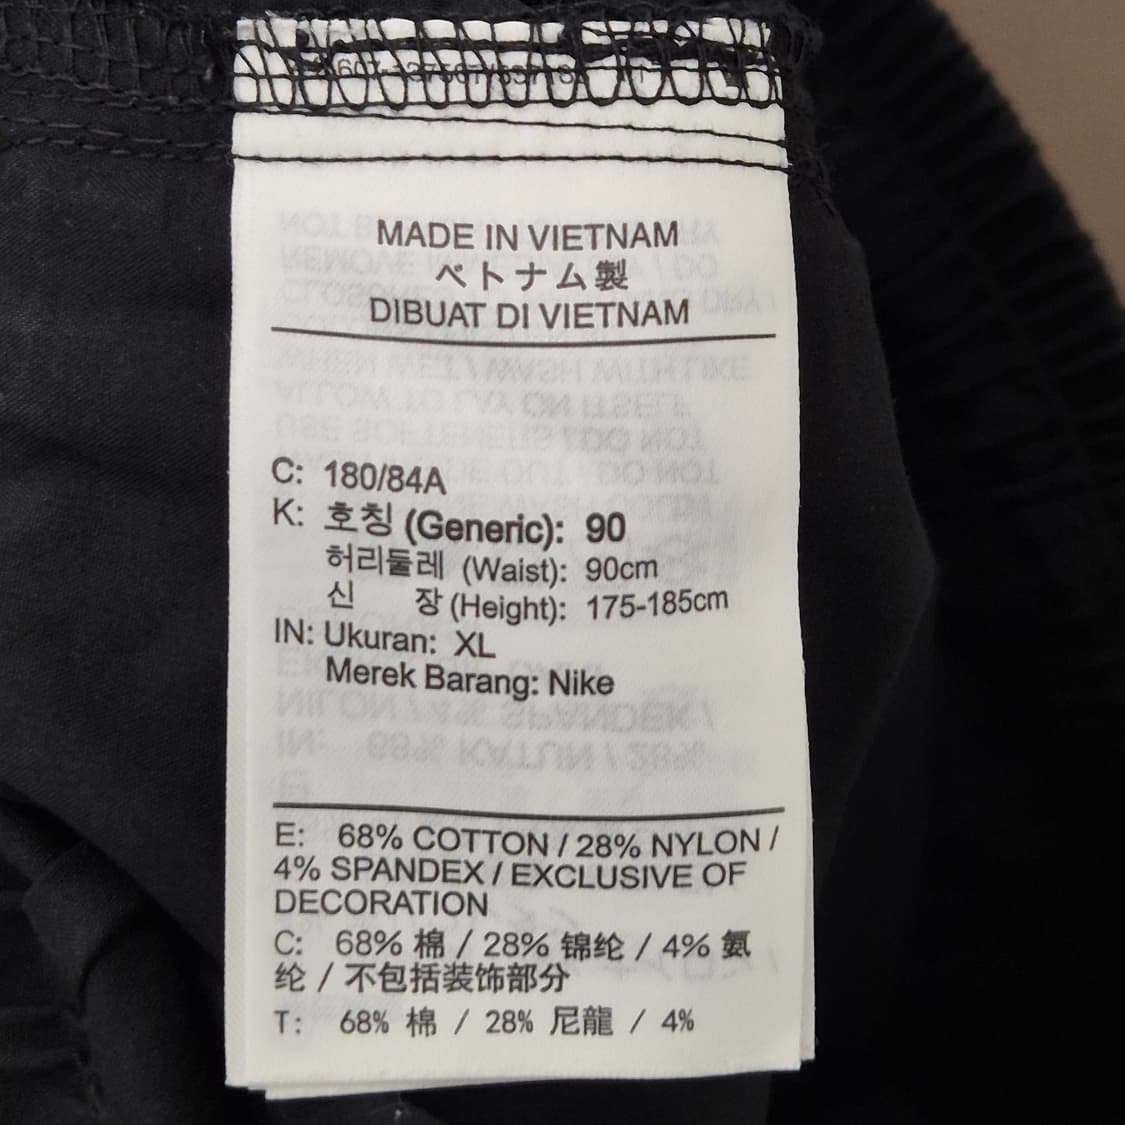 MADE IN VIETNAM
ベトナム製
DIBUAT DI VIETNAM
C: 180/84A
K: 호칭 (Generic): 90
허리둘레 (Waist): 90cm
신 장 (Height): 175-185cm
IN: Ukuran: XL
Merek Barang: Nike
E: 68% COTTON / 28% NYLON /
4% SPANDEX / EXCLUSIVE OF
DECORATION
C: 68% 棉 / 28% 锦纶 / 4% 氨
纶 / 不包括装饰部分
T: 68% 棉 / 28% 尼龍 / 4%